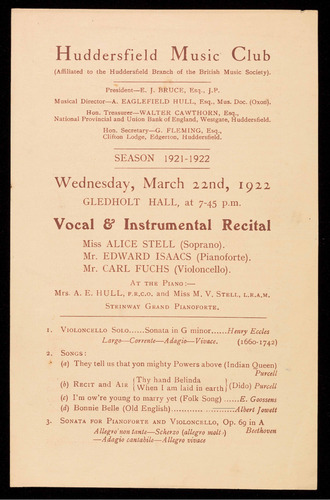 Huddersfield Music Club
(Affiliated to the Huddersfield Branch of the British Music Society).
President—E. J. BRUCE, Esq., J.P.
Musical Director—A. EAGLEFIELD HULL, Esq., Mus. Doc. (Oxon).
Hon. Treasurer—WALTER CAWTHORN, Esq.,
National Provincial and Union Bank of England, Westgate, Huddersfield.
Hon. Secretary—G. FLEMING, Esq.,
Clifton Lodge, Edgerton, Huddersfield.
SEASON 1921-1922
Wednesday, March 22nd, 1922
GLEDHOLT HALL, at 7-45 p.m.
Vocal & Instrumental Recital
Miss ALICE STELL (Soprano).
Mr. EDWARD ISAACS (Pianoforte).
Mr. CARL FUCHS (Violoncello).
AT THE PIANO :—
MRS. A. E. HULL, F.R.C.O. and MISS M. V. STELL, L.R.A.M.
STEINWAY GRAND PIANOFORTE.
1. VIOLONCELLO SOLO......Sonata in G minor......Henry Eccles
Largo—Corrente—Adagio—Vivace. (1660-1742)
2. SONGS:
(a) They tell us that you mighty Powers above (Indian Queen)
Purcell
(b) RECIT and AIR { Thy hand Belinda
When I am laid in earth } (Dido) Purcell
(c) I'm ow're young to marry yet (Folk Song) ......E. Goossens
(d) Bonnie Belle (Old English)............Albert Jowett
3. SONATA FOR PIANOFORTE AND VIOLONCELLO, Op. 69 in A
Allegro non tanto—Scherzo (allegro molt) Beethoven
—Adagio cantabile—Allegro vivace